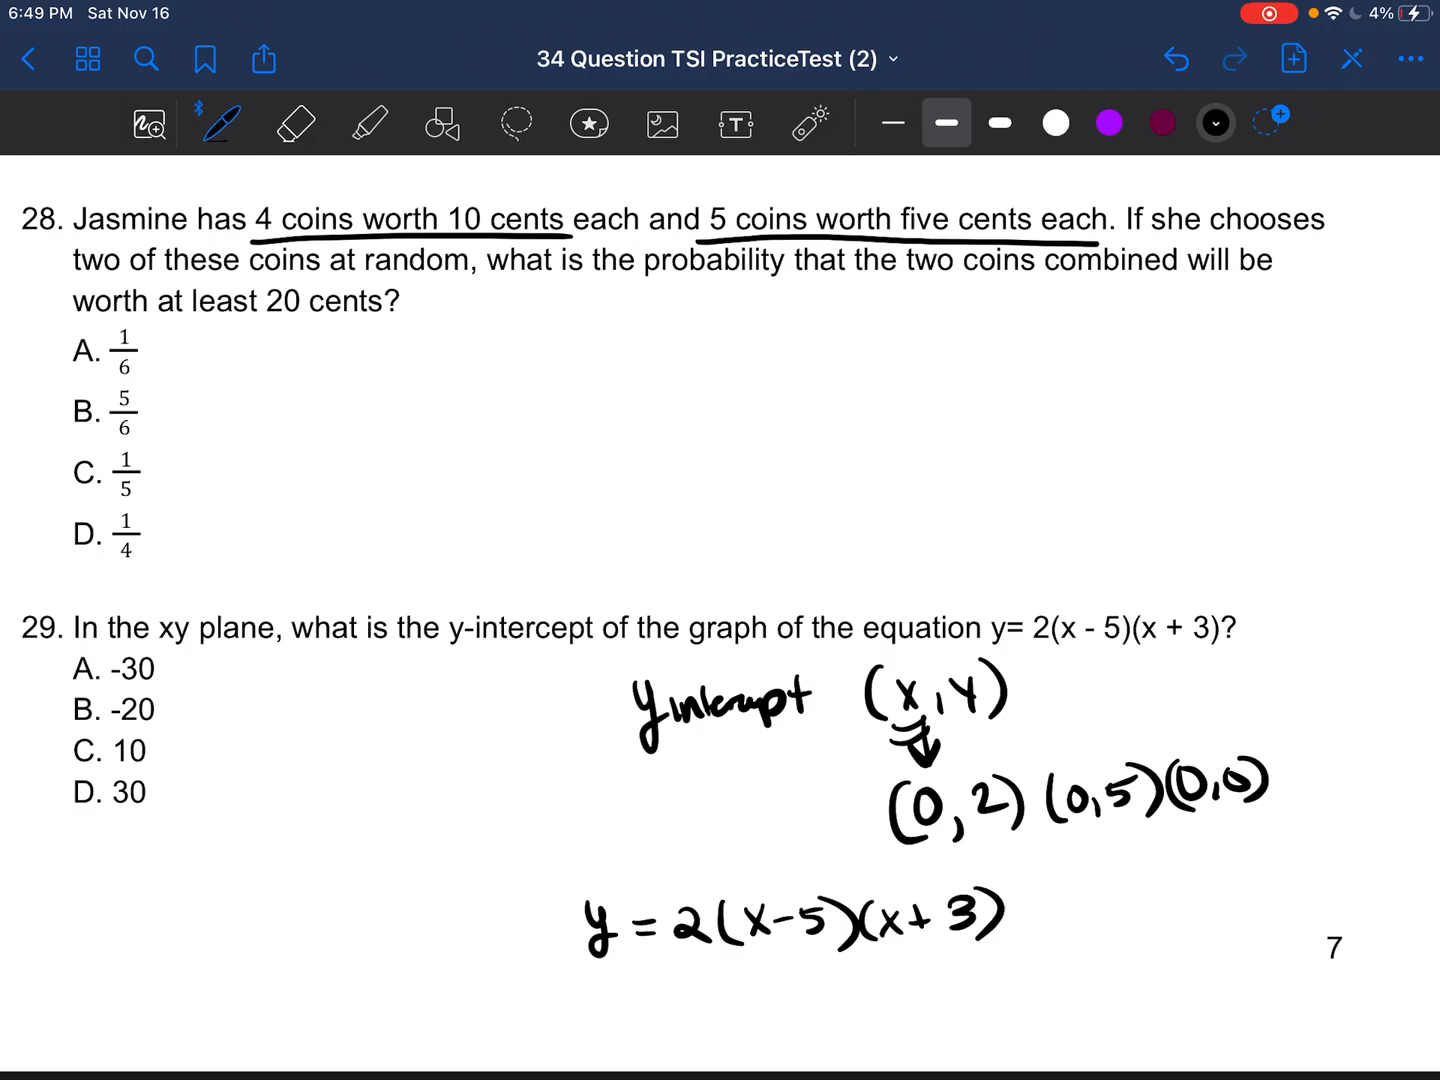 6:49 PM Sat Nov 16
4%
34 Question TSI PracticeTest (2)
T
28. Jasmine has 4 coins worth 10 cents each and 5 coins worth five cents each. If she chooses
two of these coins at random, what is the probability that the two coins combined will be
worth at least 20 cents?
A. 1/6
B. 5/6
C. 1/5
D. 1/4
29. In the xy plane, what is the y-intercept of the graph of the equation y= 2(x - 5)(x + 3)?
A. -30
B. -20
C. 10
D. 30
y intercept (x, y)
(0, 2) (0, 5) (0, 0)
y = 2(x-5)(x+3)
7